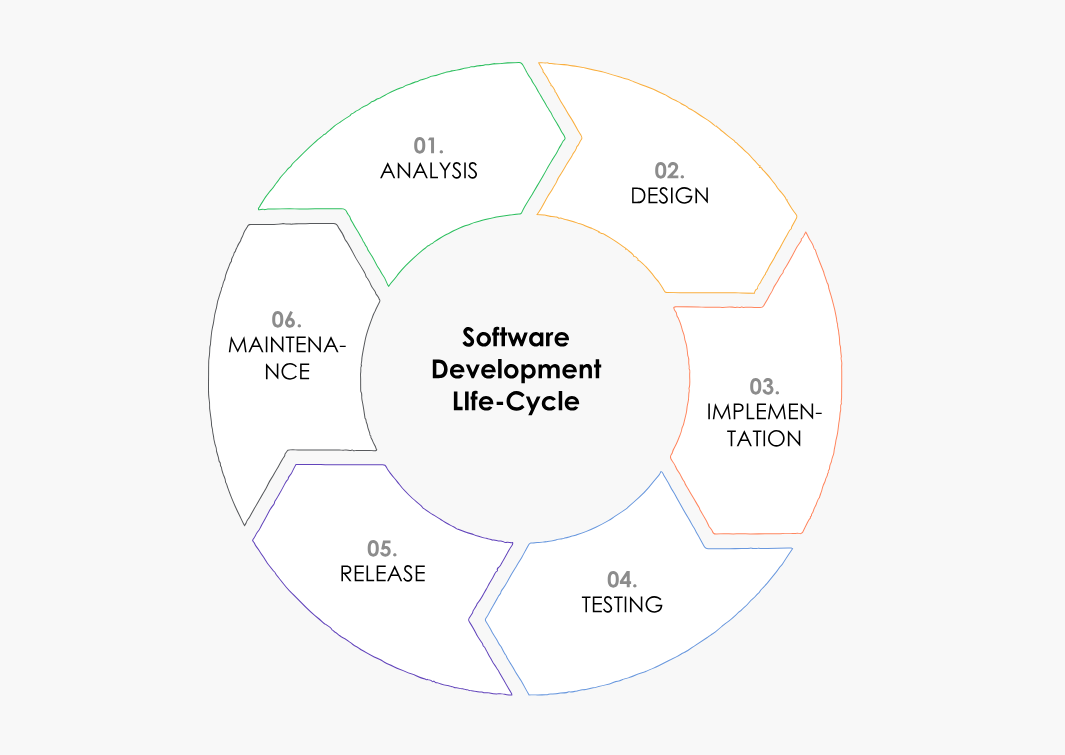 Software
Development
LIfe-Cycle
01.
ANALYSIS
02.
DESIGN
03.
IMPLEMEN-
TATION
04.
TESTING
05.
RELEASE
06.
MAINTENA-
NCE